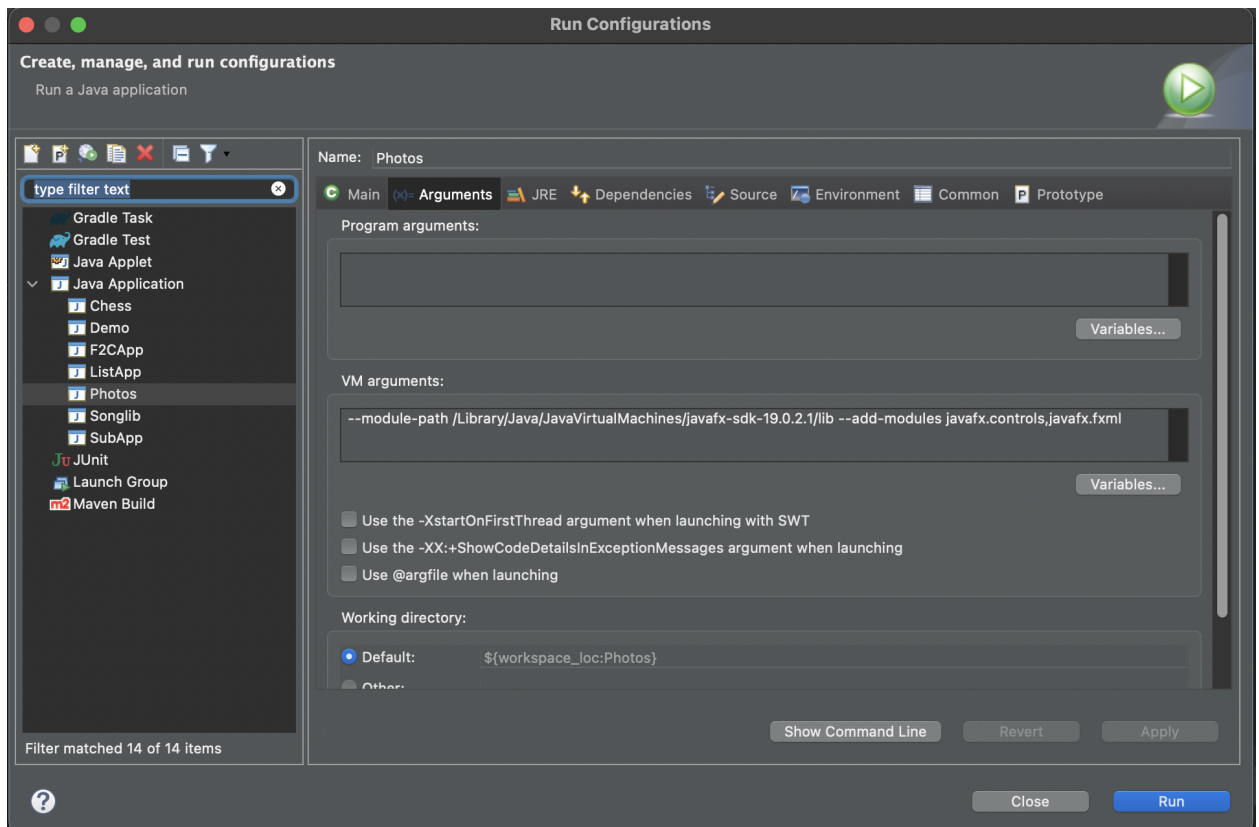 Run Configurations
Create, manage, and run configurations
Run a Java application
type filter text
Gradle Task
Gradle Test
Java Applet
Java Application
Chess
Demo
F2CApp
ListApp
Photos
Songlib
SubApp
JUnit
Launch Group
Maven Build
Filter matched 14 of 14 items
Name: Photos
Main (x)= Arguments JRE Dependencies Source Environment Common Prototype
Program arguments:
Variables...
VM arguments:
--module-path /Library/Java/JavaVirtualMachines/javafx-sdk-19.0.2.1/lib --add-modules javafx.controls,javafx.fxml
Variables...
Use the -XstartOnFirstThread argument when launching with SWT
Use the -XX:+ShowCodeDetailsInExceptionMessages argument when launching
Use @argfile when launching
Working directory:
Default: ${workspace_loc:Photos}
Other:
Show Command Line Revert Apply
Close Run